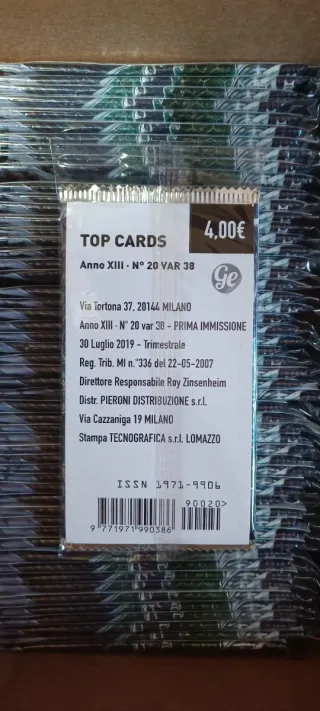 4,00€
TOP CARDS
Anno XIII - N° 20 VAR 38
Ge
Via Tortona 37, 20144 MILANO
Anno XIII - N° 20 var 38 - PRIMA IMMISSIONE
30 Luglio 2019 - Trimestrale
Reg. Trib. MI n.°336 del 22-05-2007
Direttore Responsabile Roy Zinsenheim
Distr. PIERONI DISTRIBUZIONE s.r.l.
Via Cazzaniga 19 MILANO
Stampa TECNOGRAFICA s.r.l. LOMAZZO
ISSN 1971-9906
90020>
9 771971 990386